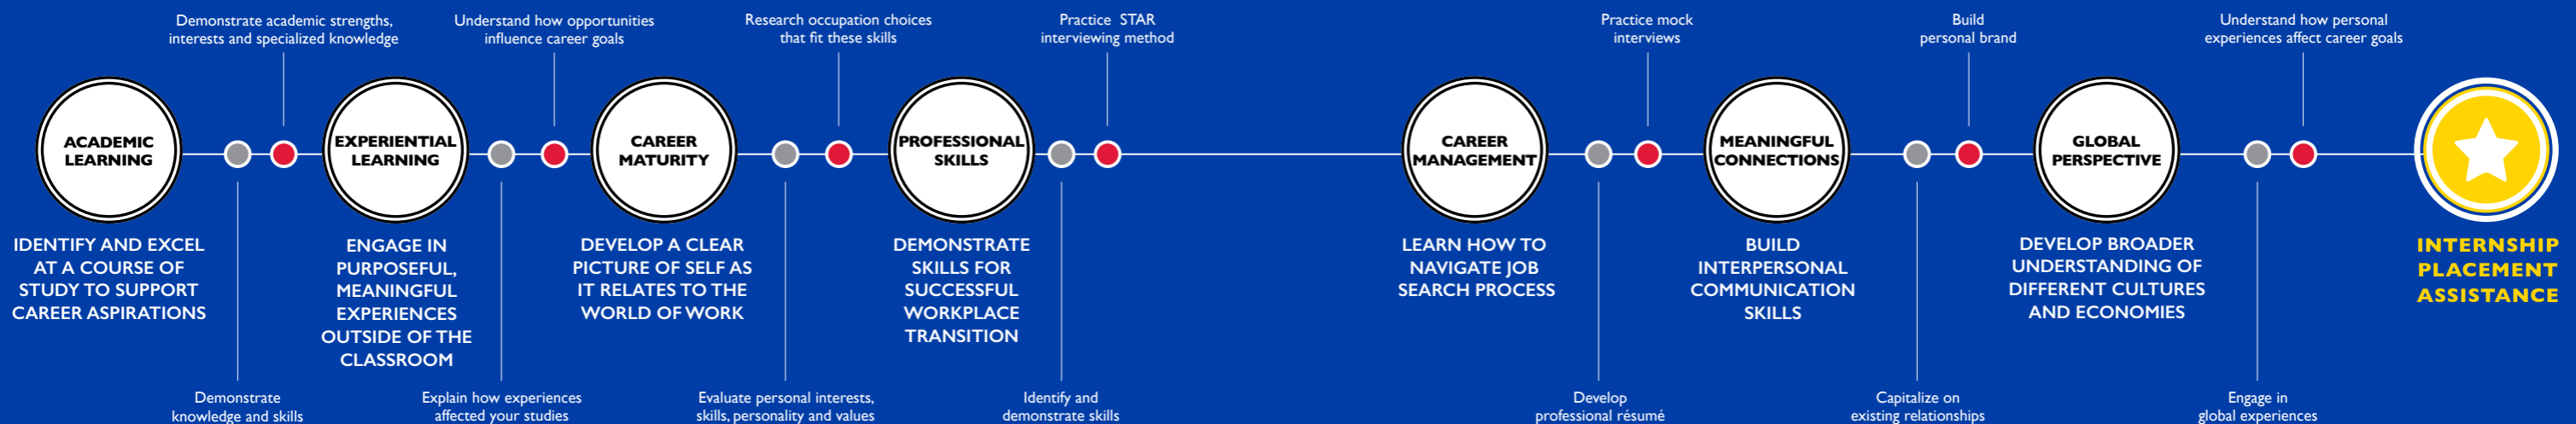 Demonstrate academic strengths,
interests and specialized knowledge
Understand how opportunities
influence career goals
Research occupation choices
that fit these skills
Practice STAR
interviewing method
Practice mock
interviews
Build
personal brand
Understand how personal
experiences affect career goals
ACADEMIC
LEARNING
EXPERIENTIAL
LEARNING
CAREER
MATURITY
PROFESSIONAL
SKILLS
CAREER
MANAGEMENT
MEANINGFUL
CONNECTIONS
GLOBAL
PERSPECTIVE
IDENTIFY AND EXCEL
AT A COURSE OF
STUDY TO SUPPORT
CAREER ASPIRATIONS
ENGAGE IN
PURPOSEFUL,
MEANINGFUL
EXPERIENCES
OUTSIDE OF THE
CLASSROOM
DEVELOP A CLEAR
PICTURE OF SELF AS
IT RELATES TO THE
WORLD OF WORK
DEMONSTRATE
SKILLS FOR
SUCCESSFUL
WORKPLACE
TRANSITION
LEARN HOW TO
NAVIGATE JOB
SEARCH PROCESS
BUILD
INTERPERSONAL
COMMUNICATION
SKILLS
DEVELOP BROADER
UNDERSTANDING OF
DIFFERENT CULTURES
AND ECONOMIES
INTERNSHIP
PLACEMENT
ASSISTANCE
Demonstrate
knowledge and skills
Explain how experiences
affected your studies
Evaluate personal interests,
skills, personality and values
Identify and
demonstrate skills
Develop
professional résumé
Capitalize on
existing relationships
Engage in
global experiences